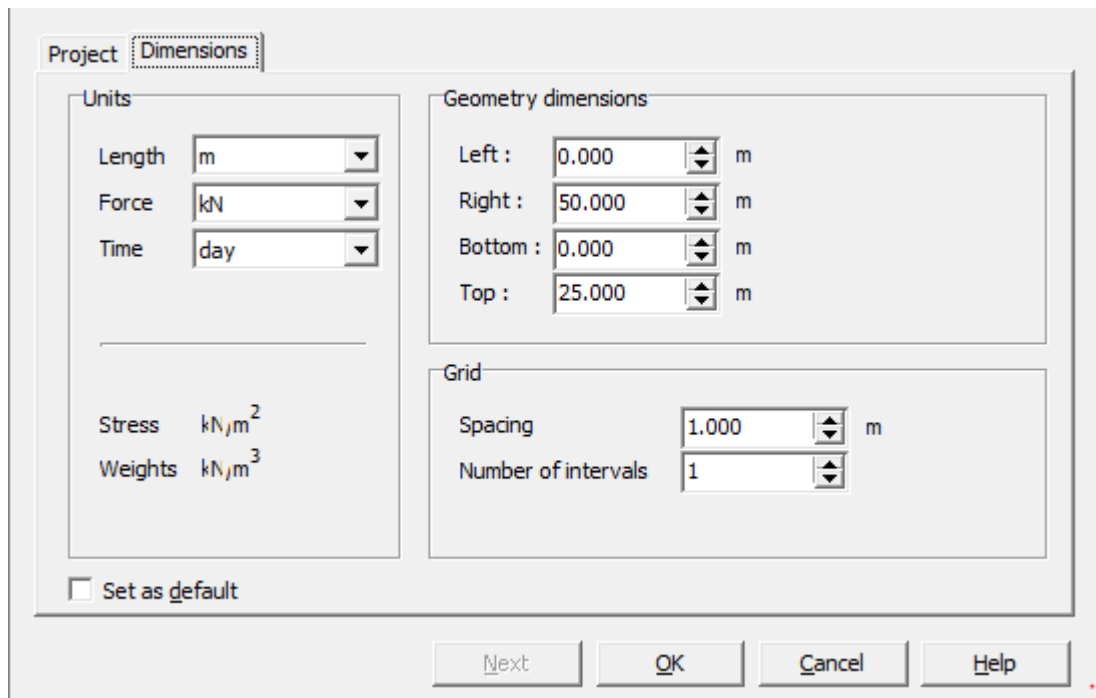 Project Dimensions
Units
Length m
Force kN
Time day
Stress kN/m²
Weights kN/m³
Geometry dimensions
Left : 0.000 m
Right : 50.000 m
Bottom : 0.000 m
Top : 25.000 m
Grid
Spacing 1.000 m
Number of intervals 1
Set as default
Next OK Cancel Help